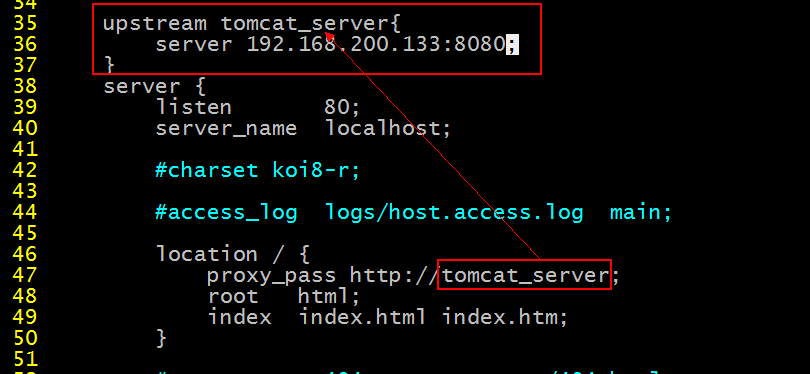 34
35 upstream tomcat_server{
36 server 192.168.200.133:8080;
37 }
38 server {
39 listen 80;
40 server_name localhost;
41
42 #charset koi8-r;
43
44 #access_log logs/host.access.log main;
45
46 location / {
47 proxy_pass http://tomcat_server;
48 root html;
49 index index.html index.htm;
50 }
51